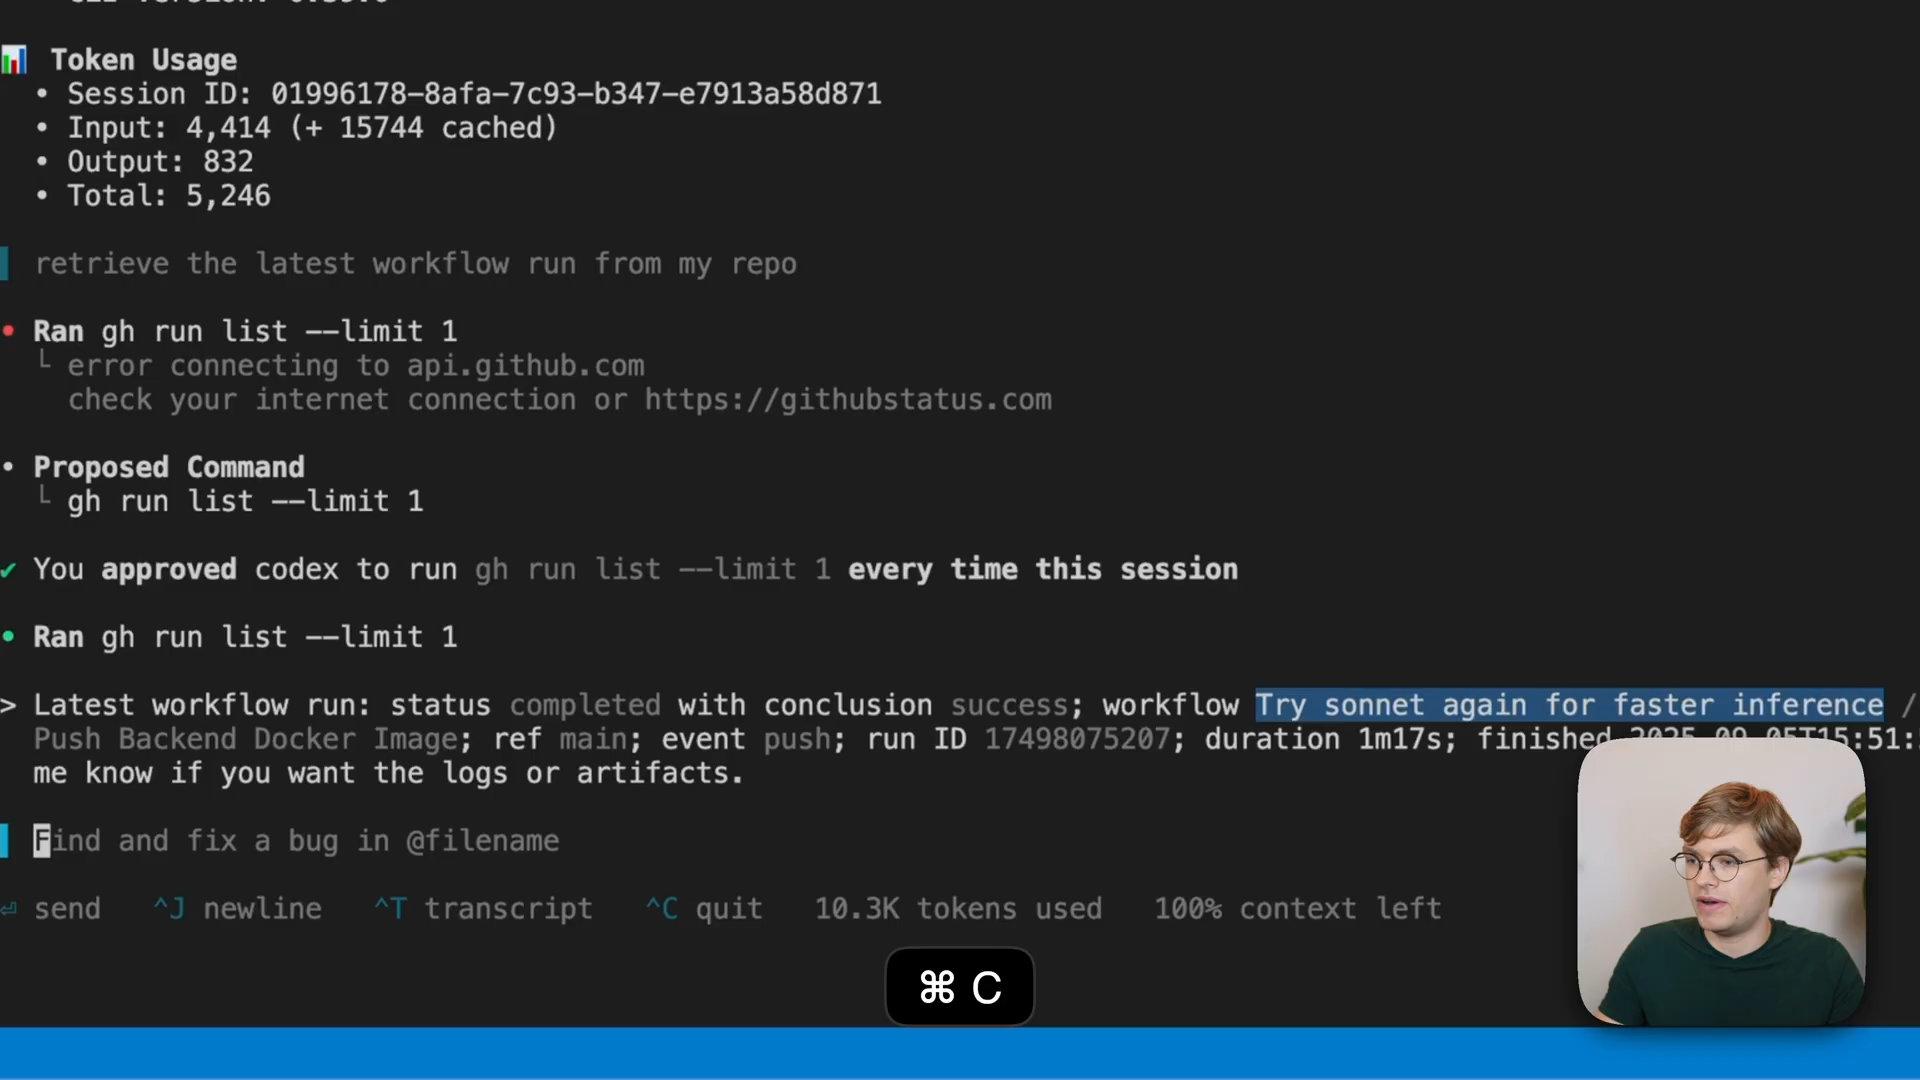 Token Usage
• Session ID: 01996178-8afa-7c93-b347-e7913a58d871
• Input: 4,414 (+ 15744 cached)
• Output: 832
• Total: 5,246
retrieve the latest workflow run from my repo
• Ran gh run list --limit 1
└ error connecting to api.github.com
check your internet connection or https://githubstatus.com
• Proposed Command
└ gh run list --limit 1
✔ You approved codex to run gh run list --limit 1 every time this session
• Ran gh run list --limit 1
> Latest workflow run: status completed with conclusion success; workflow Try sonnet again for faster inference /
Push Backend Docker Image; ref main; event push; run ID 17498075207; duration 1m17s; finished
me know if you want the logs or artifacts.
Find and fix a bug in @filename
⏎ send ^J newline ^T transcript ^C quit 10.3K tokens used 100% context left
⌘ C